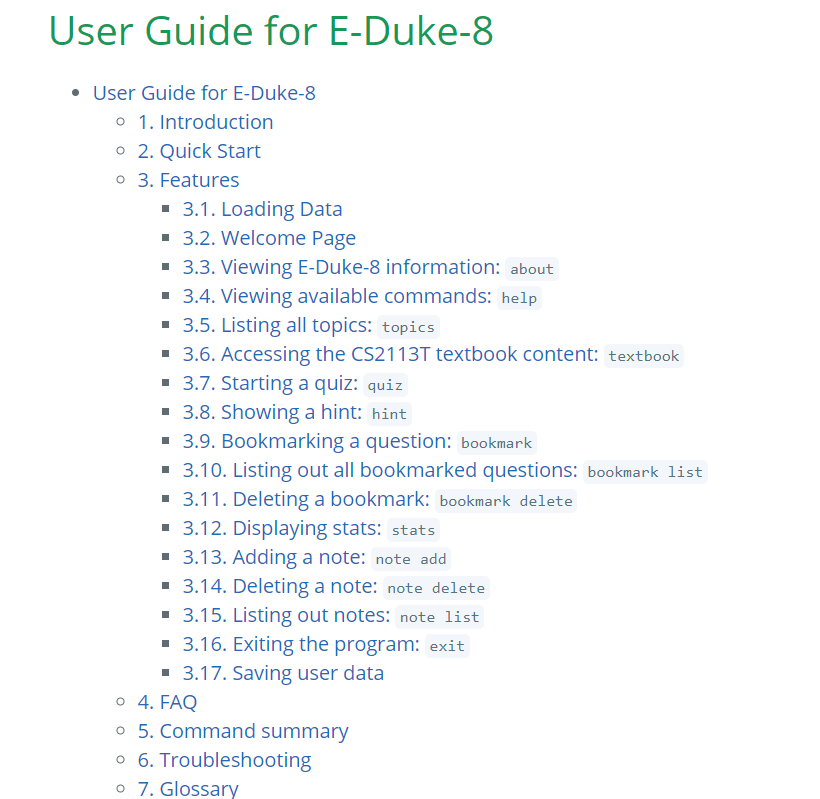 User Guide for E-Duke-8
User Guide for E-Duke-8
1. Introduction
2. Quick Start
3. Features
3.1. Loading Data
3.2. Welcome Page
3.3. Viewing E-Duke-8 information: about
3.4. Viewing available commands: help
3.5. Listing all topics: topics
3.6. Accessing the CS2113T textbook content: textbook
3.7. Starting a quiz: quiz
3.8. Showing a hint: hint
3.9. Bookmarking a question: bookmark
3.10. Listing out all bookmarked questions: bookmark list
3.11. Deleting a bookmark: bookmark delete
3.12. Displaying stats: stats
3.13. Adding a note: note add
3.14. Deleting a note: note delete
3.15. Listing out notes: note list
3.16. Exiting the program: exit
3.17. Saving user data
4. FAQ
5. Command summary
6. Troubleshooting
7. Glossary